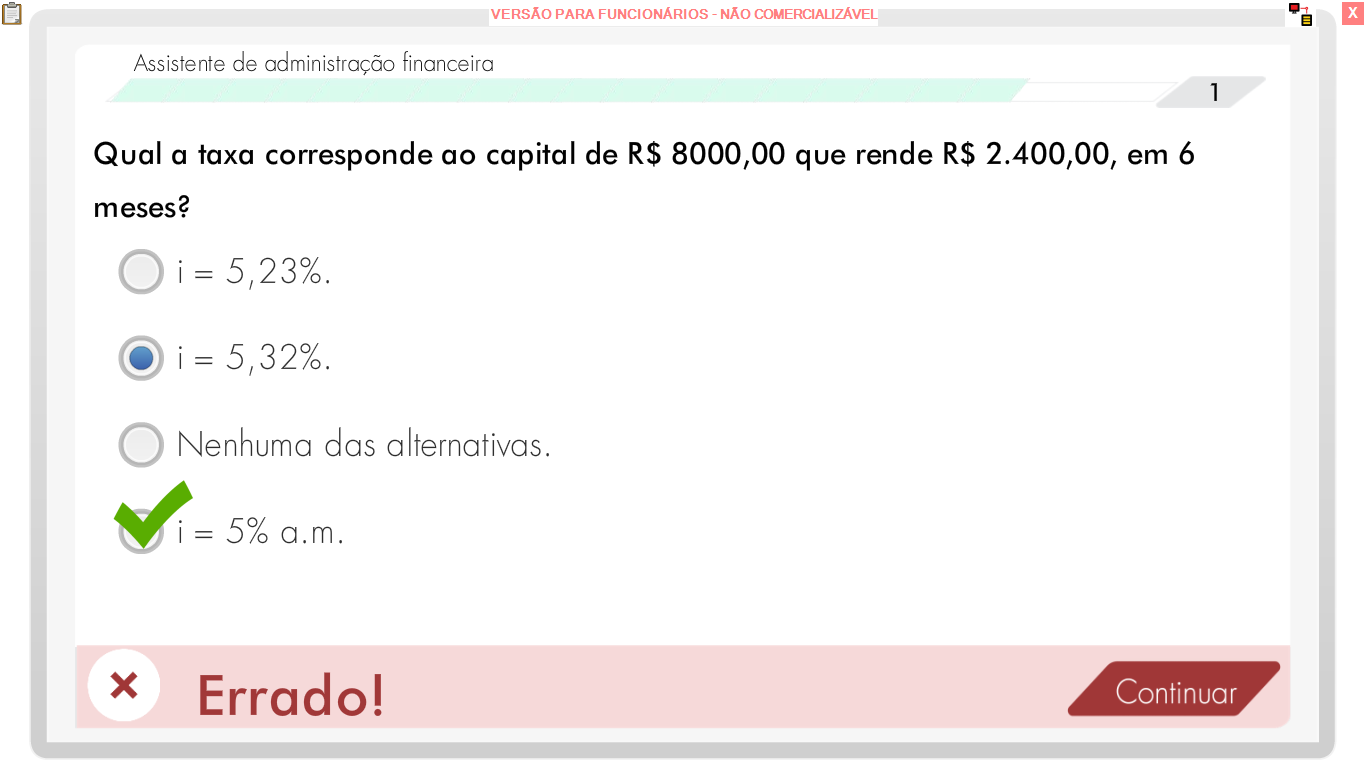 VERSÃO PARA FUNCIONÁRIOS - NÃO COMERCIALIZÁVEL
X
Assistente de administração financeira
1
Qual a taxa corresponde ao capital de R$ 8000,00 que rende R$ 2.400,00, em 6
meses?
i = 5,23%.
i = 5,32%.
Nenhuma das alternativas.
i = 5% a.m.
Errado!
Continuar